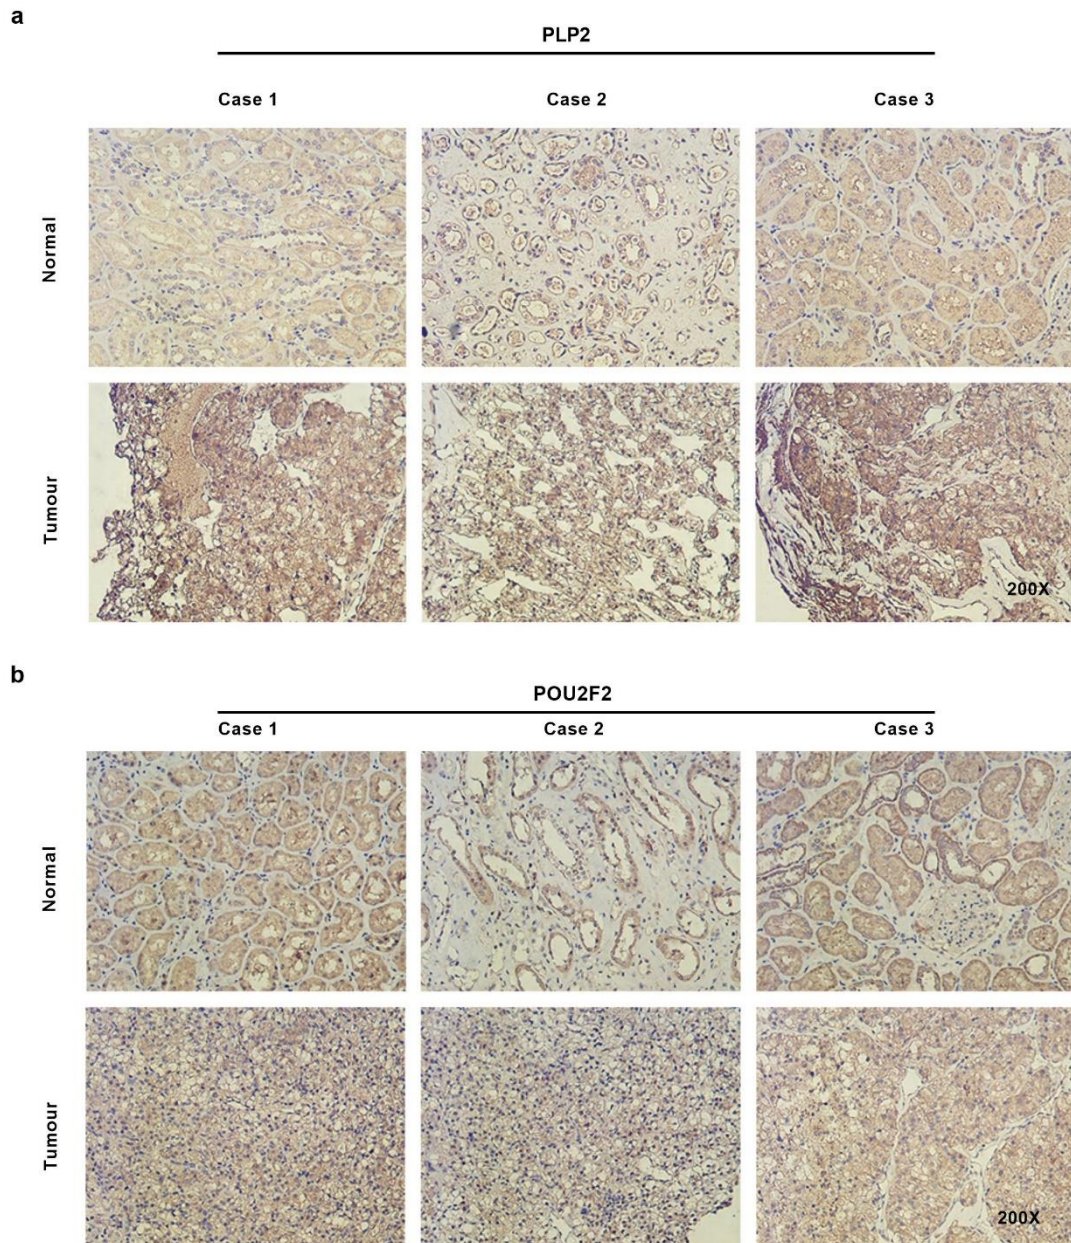 a
PLP2
Case 1 Case 2 Case 3
Normal
Tumour
200X
b
POU2F2
Case 1 Case 2 Case 3
Normal
Tumour
200X